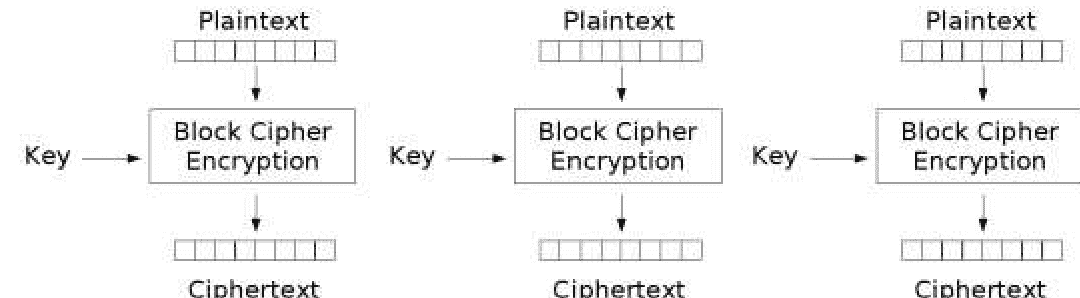 Plaintext Plaintext Plaintext
Block Cipher Block Cipher Block Cipher
Key Key Key
Encryption Encryption Encryption
Ciphertext Ciphertext Ciphertext